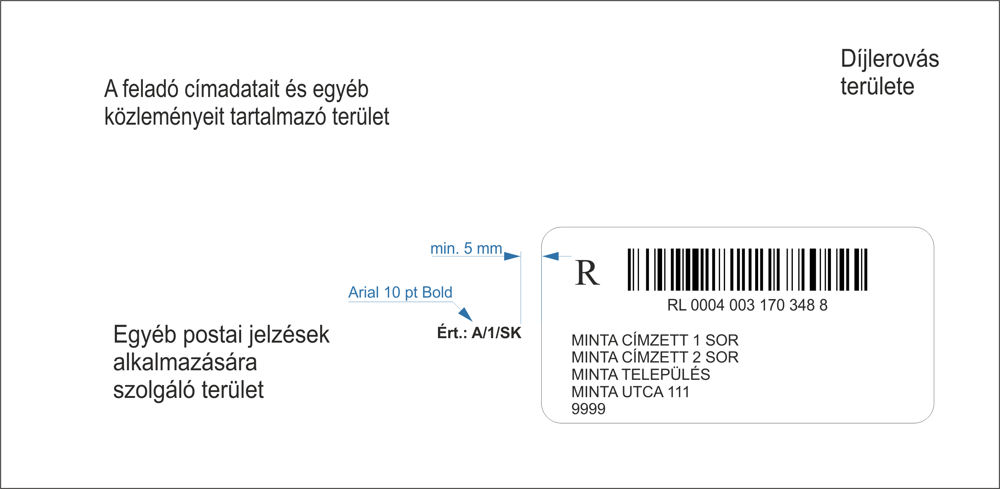 Díjlerovás
területe
A feladó címadatait és egyéb
közleményeit tartalmazó terület
min. 5 mm
R
Arial 10 pt Bold
RL 0004 003 170 348 8
Ért.: A/1/SK
Egyéb postai jelzések
alkalmazására
szolgáló terület
MINTA CÍMZETT 1 SOR
MINTA CÍMZETT 2 SOR
MINTA TELEPÜLÉS
MINTA UTCA 111
9999